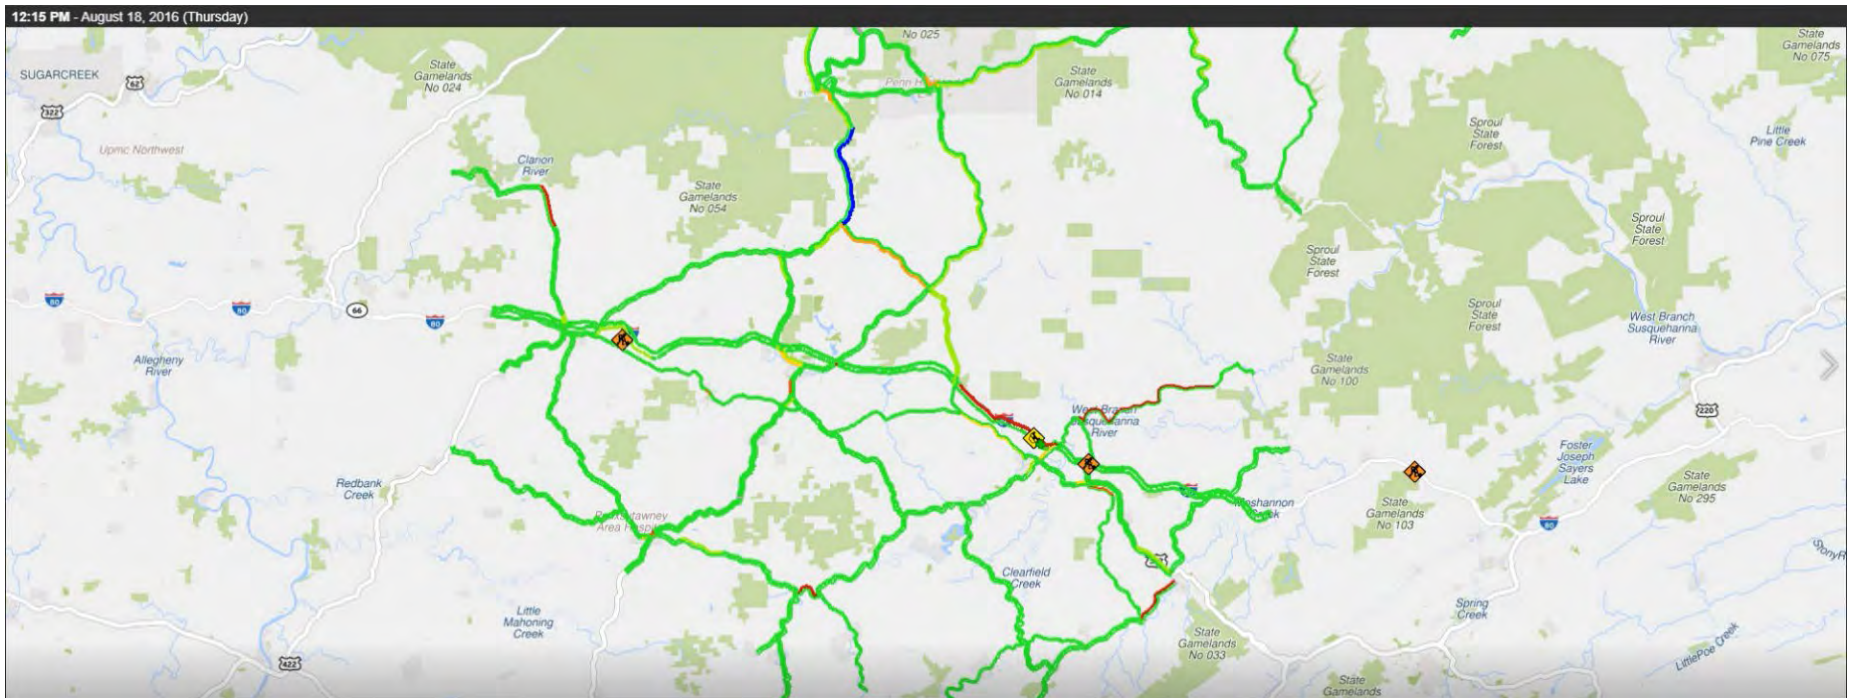 12:15 PM - August 18, 2016 (Thursday)
No 025
State
Gamelands
No 075
SUGARCREEK
62
State
Gamelands
No 024
Penn
State
Gamelands
No 014
322
Sproul
State
Forest
Little
Pine Creek
Upmc Northwest
Clarion
River
State
Gamelands
No 054
Sproul
State
Forest
Sproul
State
Forest
80
80
66
80
Sproul
State
Forest
West Branch
Susquehanna
River
Allegheny
River
State
Gamelands
No 100
220
West Branch
Susquehanna
River
Foster
Joseph
Sayers
Lake
Redbank
Creek
State
Gamelands
No 295
Area
State
Gamelands
No 103
80
Clearfield
Creek
Little
Mahoning
Creek
Spring
Creek
State
Gamelands
No 033
LittlePoe Creek
422
State
Gamelands